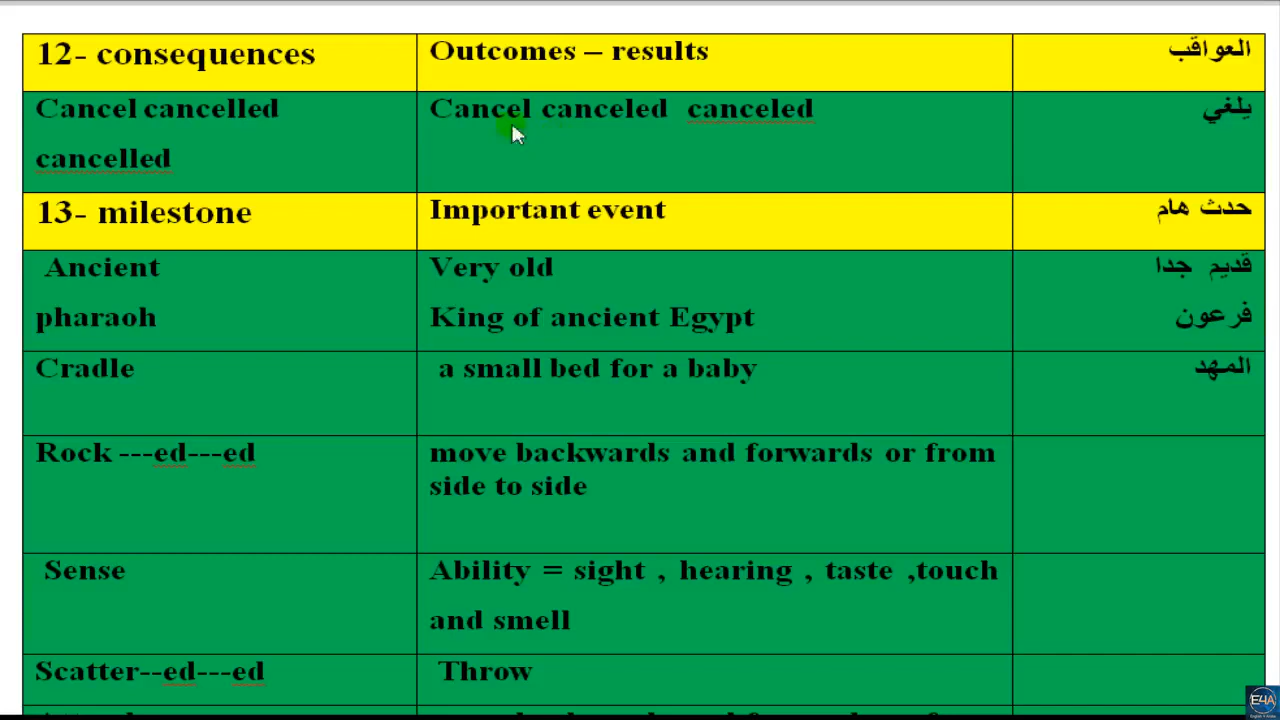 12- consequences
Outcomes – results
العواقب
Cancel cancelled
cancelled
Cancel canceled canceled
يلغي
13- milestone
Important event
حدث هام
Ancient
pharaoh
Very old
King of ancient Egypt
قديم جدا
فرعون
Cradle
a small bed for a baby
المهد
Rock ---ed---ed
move backwards and forwards or from
side to side
Sense
Ability = sight , hearing , taste ,touch
and smell
Scatter--ed---ed
Throw
E4A